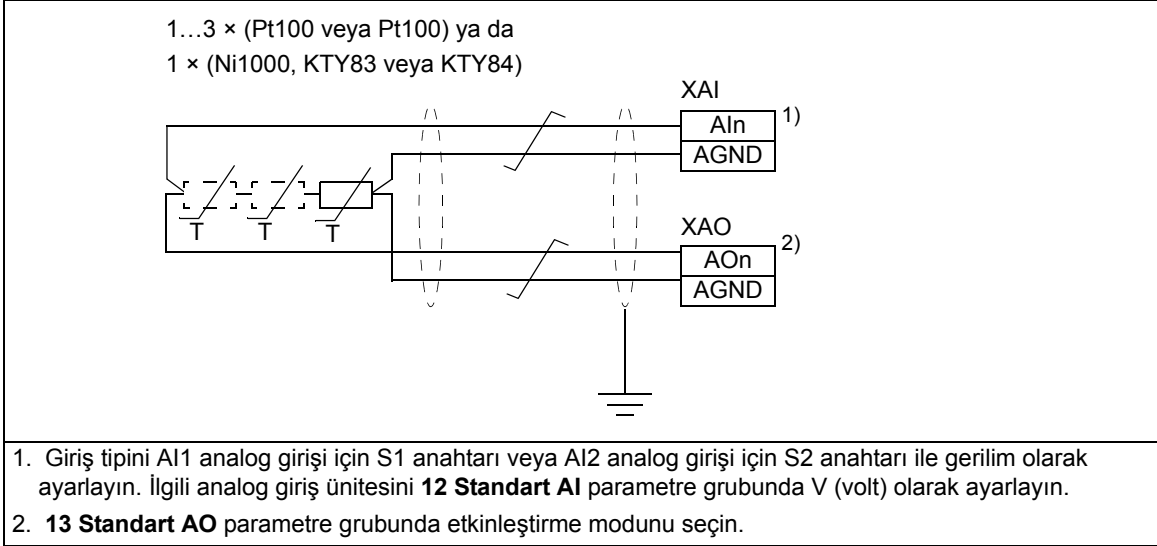 1…3 × (Pt100 veya Pt100) ya da
1 × (Ni1000, KTY83 veya KTY84)
XAI
AIn 1)
AGND
T T T
XAO
AOn 2)
AGND
1. Giriş tipini AI1 analog girişi için S1 anahtarı veya AI2 analog girişi için S2 anahtarı ile gerilim olarak
ayarlayın. İlgili analog giriş ünitesini 12 Standart AI parametre grubunda V (volt) olarak ayarlayın.
2. 13 Standart AO parametre grubunda etkinleştirme modunu seçin.